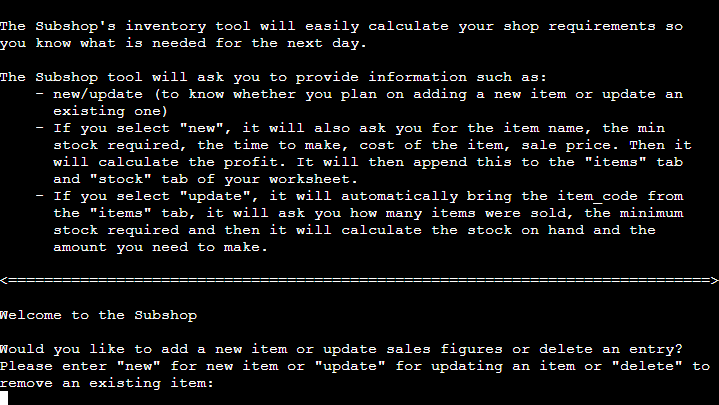 The Subshop's inventory tool will easily calculate your shop requirements so
you know what is needed for the next day.
The Subshop tool will ask you to provide information such as:
- new/update (to know whether you plan on adding a new item or update an
existing one)
- If you select "new", it will also ask you for the item name, the min
stock required, the time to make, cost of the item, sale price. Then it
will calculate the profit. It will then append this to the "items" tab
and "stock" tab of your worksheet.
- If you select "update", it will automatically bring the item_code from
the "items" tab, it will ask you how many items were sold, the minimum
stock required and then it will calculate the stock on hand and the
amount you need to make.
<==============================================================================>
Welcome to the Subshop
Would you like to add a new item or update sales figures or delete an entry?
Please enter "new" for new item or "update" for updating an item or "delete" to
remove an existing item: